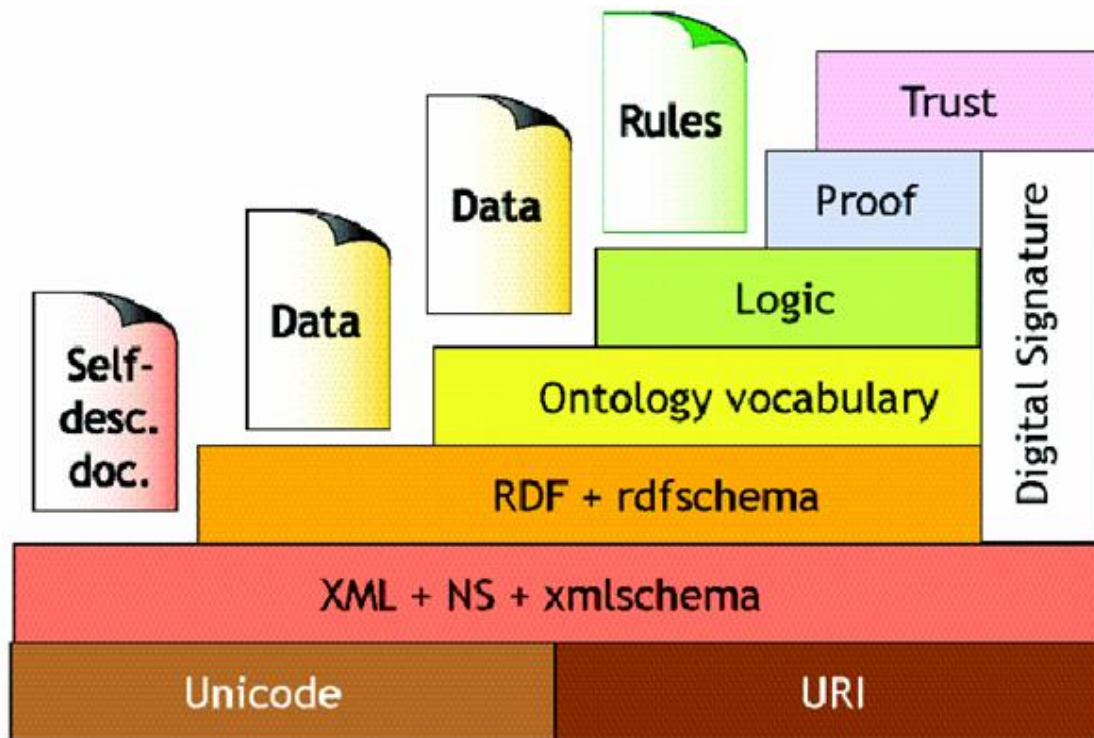 Rules
Trust
Data
Proof
Data
Logic
Self-
desc.
doc.
Ontology vocabulary
Digital Signature
RDF + rdfschema
XML + NS + xmlschema
Unicode
URI